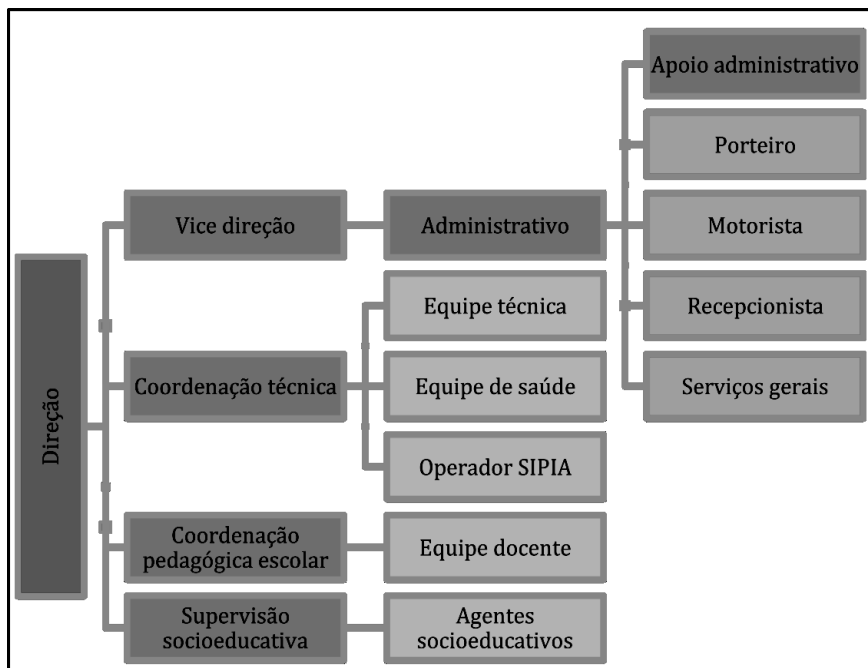 Direção
Vice direção
Administrativo
Apoio administrativo
Porteiro
Motorista
Recepcionista
Serviços gerais
Coordenação técnica
Equipe técnica
Equipe de saúde
Operador SIPIA
Coordenação
pedagógica escolar
Equipe docente
Supervisão
socioeducativa
Agentes
socioeducativos